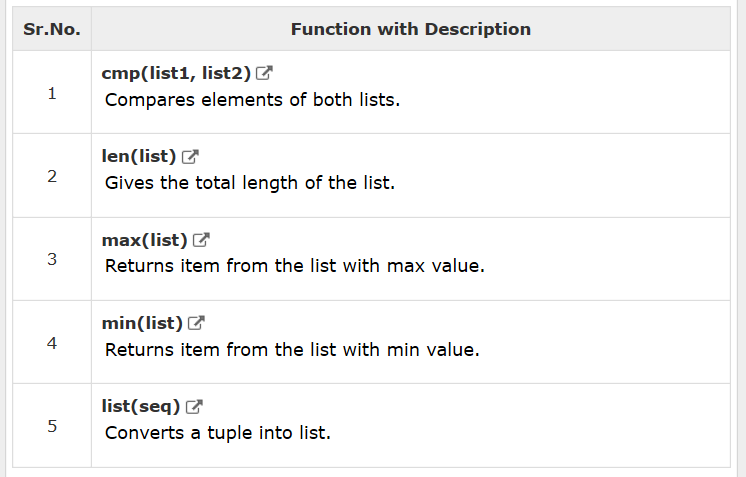 Sr.No. Function with Description
1
cmp(list1, list2)
Compares elements of both lists.
2
len(list)
Gives the total length of the list.
3
max(list)
Returns item from the list with max value.
4
min(list)
Returns item from the list with min value.
5
list(seq)
Converts a tuple into list.